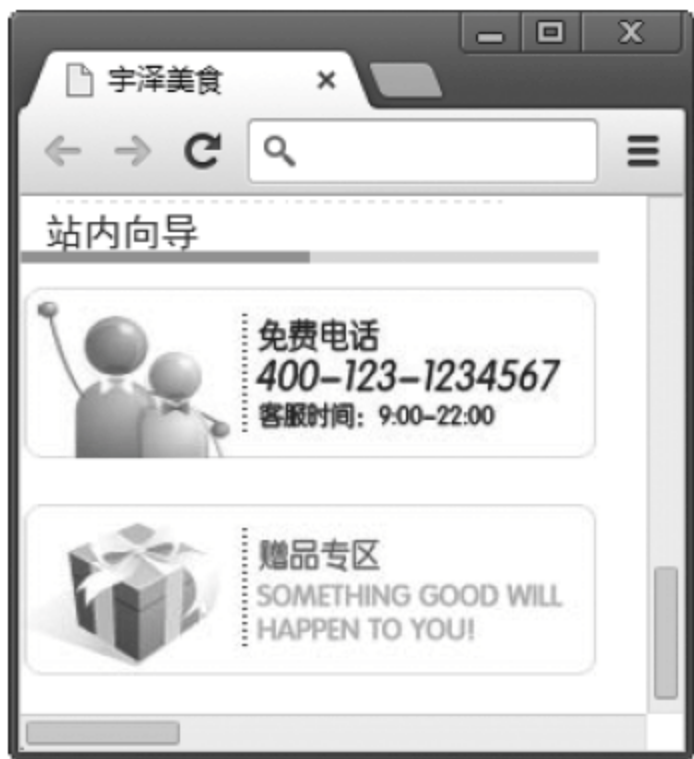 宇泽美食
站内向导
免费电话
400-123-1234567
客服时间：9:00-22:00
赠品专区
SOMETHING GOOD WILL
HAPPEN TO YOU!